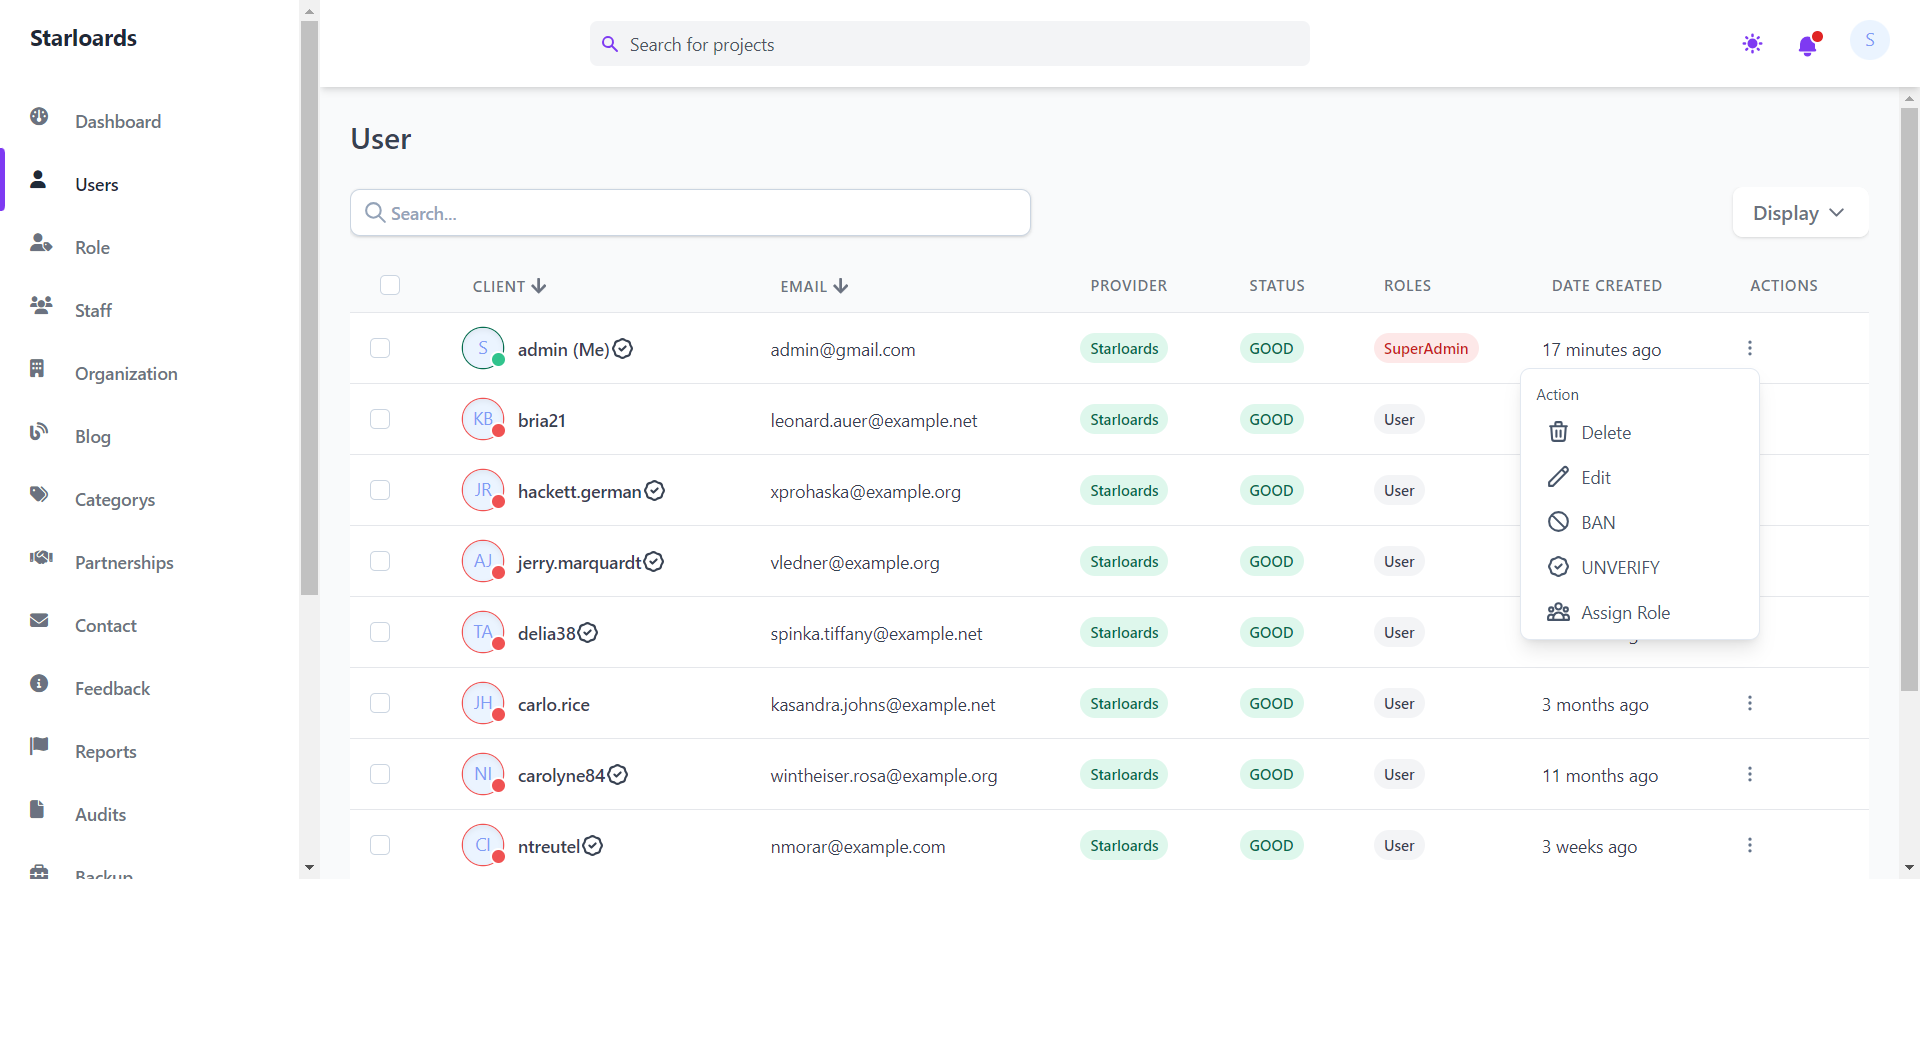 Starloards
Search for projects
S
Dashboard
Users
Role
Staff
Organization
Blog
Categorys
Partnerships
Contact
Feedback
Reports
Audits
Backup
User
Search...
Display
CLIENT EMAIL PROVIDER STATUS ROLES DATE CREATED ACTIONS
S admin (Me) admin@gmail.com Starloards GOOD SuperAdmin 17 minutes ago
KB bria21 leonard.auer@example.net Starloards GOOD User
JR hackett.german xprohaska@example.org Starloards GOOD User
AJ jerry.marquardt vledner@example.org Starloards GOOD User
TA delia38 spinka.tiffany@example.net Starloards GOOD User
JH carlo.rice kasandra.johns@example.net Starloards GOOD User 3 months ago
NI carolyne84 wintheiser.rosa@example.org Starloards GOOD User 11 months ago
CI ntreutel nmorar@example.com Starloards GOOD User 3 weeks ago
Action
Delete
Edit
BAN
UNVERIFY
Assign Role